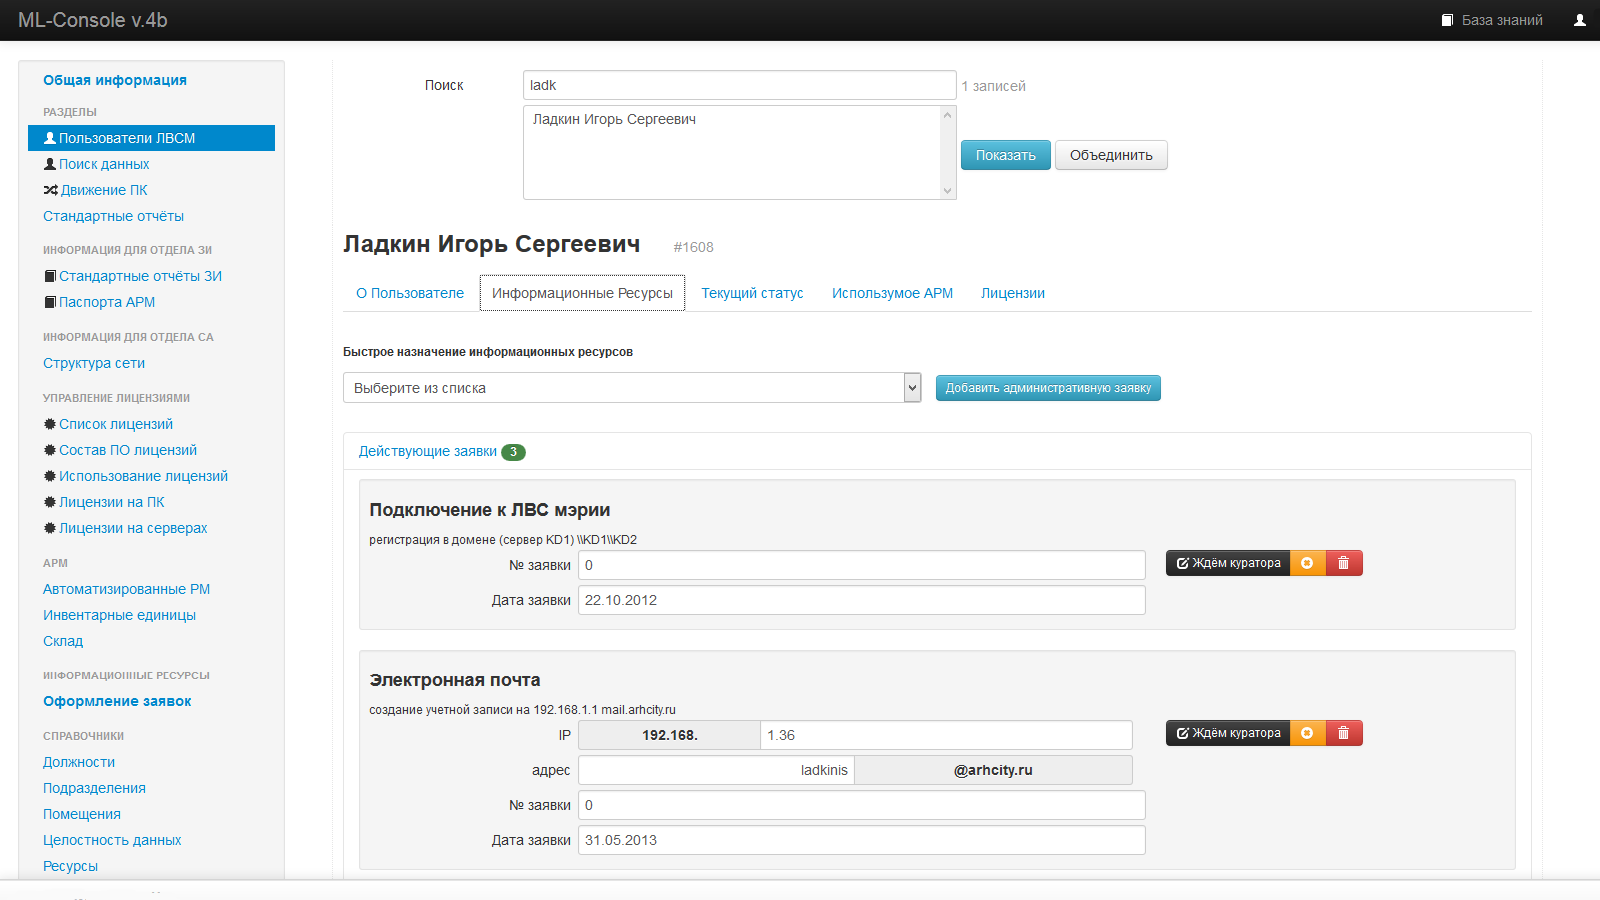 ML-Console v.4b
База знаний
Общая информация
РАЗДЕЛЫ
Пользователи ЛВСМ
Поиск данных
Движение ПК
Стандартные отчёты
ИНФОРМАЦИЯ ДЛЯ ОТДЕЛА ЗИ
Стандартные отчёты ЗИ
Паспорта АРМ
ИНФОРМАЦИЯ ДЛЯ ОТДЕЛА СА
Структура сети
УПРАВЛЕНИЕ ЛИЦЕНЗИЯМИ
Список лицензий
Состав ПО лицензий
Использование лицензий
Лицензии на ПК
Лицензии на серверах
АРМ
Автоматизированные РМ
Инвентарные единицы
Склад
ИНФОРМАЦИОННЫЕ РЕСУРСЫ
Оформление заявок
СПРАВОЧНИКИ
Должности
Подразделения
Помещения
Целостность данных
Ресурсы
Поиск
ladk
1 записей
Ладкин Игорь Сергеевич
Показать
Объединить
Ладкин Игорь Сергеевич #1608
О Пользователе
Информационные Ресурсы
Текущий статус
Использумое АРМ
Лицензии
Быстрое назначение информационных ресурсов
Выберите из списка
Добавить административную заявку
Действующие заявки 3
Подключение к ЛВС мэрии
регистрация в домене (сервер KD1) \\KD1\\KD2
№ заявки 0
Ждём куратора
Дата заявки 22.10.2012
Электронная почта
создание учетной записи на 192.168.1.1 mail.arhcity.ru
IP 192.168. 1.36
Ждём куратора
адрес ladkinis @arhcity.ru
№ заявки 0
Дата заявки 31.05.2013